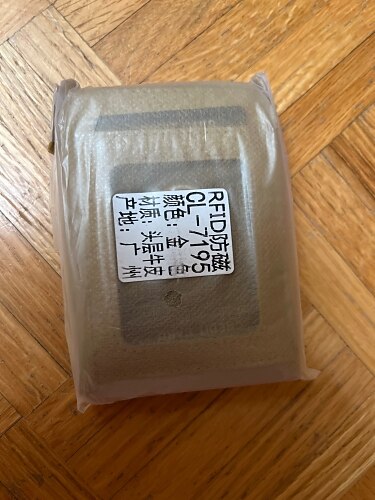 RFID防磁
CL-7195
颜色：金色
材质：头层牛皮
产地：广州